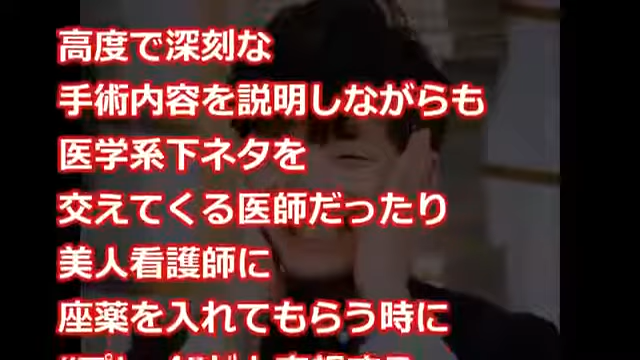 高度で深刻な
手術内容を説明しながらも
医学系下ネタを
交えてくる医師だったり
美人看護師に
座薬を入れてもらう時に